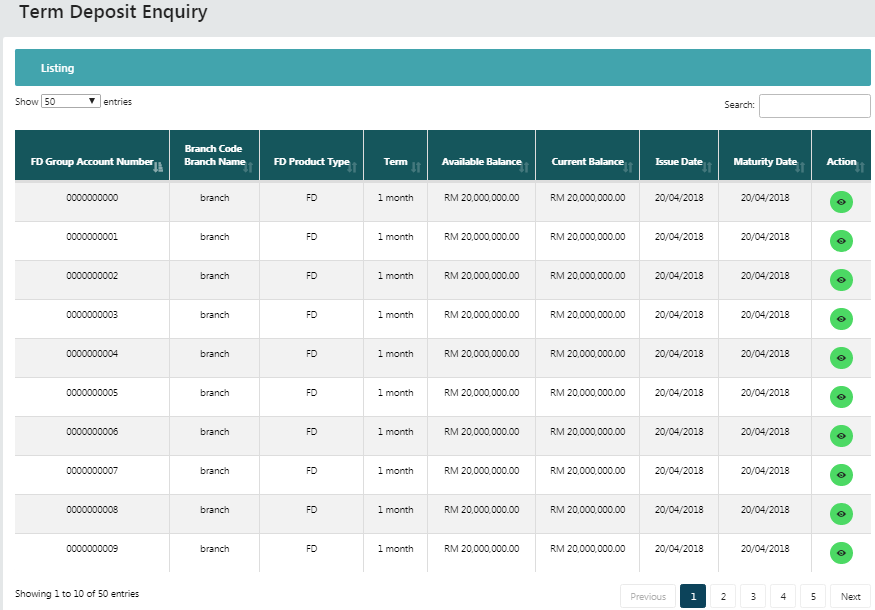 Term Deposit Enquiry
Listing
Show 50 entries
Search:
FD Group Account Number Branch Code Branch Name FD Product Type Term Available Balance Current Balance Issue Date Maturity Date Action
0000000000 branch FD 1 month RM 20,000,000.00 RM 20,000,000.00 20/04/2018 20/04/2018
0000000001 branch FD 1 month RM 20,000,000.00 RM 20,000,000.00 20/04/2018 20/04/2018
0000000002 branch FD 1 month RM 20,000,000.00 RM 20,000,000.00 20/04/2018 20/04/2018
0000000003 branch FD 1 month RM 20,000,000.00 RM 20,000,000.00 20/04/2018 20/04/2018
0000000004 branch FD 1 month RM 20,000,000.00 RM 20,000,000.00 20/04/2018 20/04/2018
0000000005 branch FD 1 month RM 20,000,000.00 RM 20,000,000.00 20/04/2018 20/04/2018
0000000006 branch FD 1 month RM 20,000,000.00 RM 20,000,000.00 20/04/2018 20/04/2018
0000000007 branch FD 1 month RM 20,000,000.00 RM 20,000,000.00 20/04/2018 20/04/2018
0000000008 branch FD 1 month RM 20,000,000.00 RM 20,000,000.00 20/04/2018 20/04/2018
0000000009 branch FD 1 month RM 20,000,000.00 RM 20,000,000.00 20/04/2018 20/04/2018
Showing 1 to 10 of 50 entries
Previous 1 2 3 4 5 Next